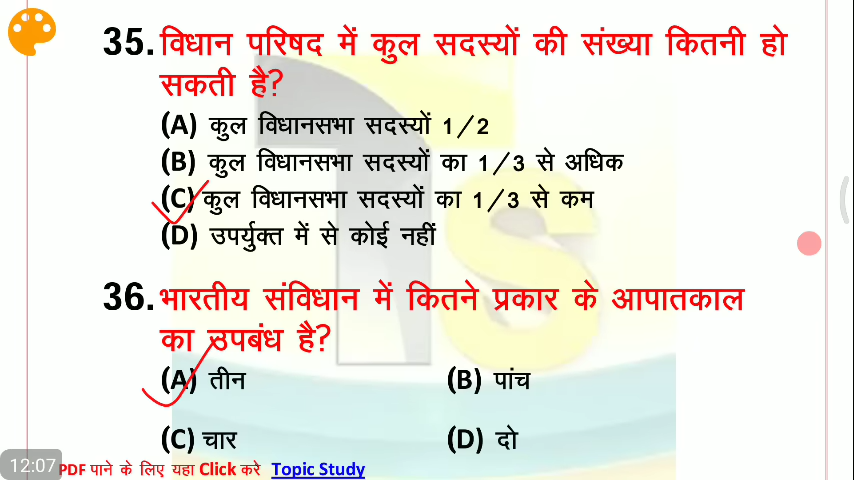 35. विधान परिषद में कुल सदस्यों की संख्या कितनी हो
सकती है?
(A) कुल विधानसभा सदस्यों 1/2
(B) कुल विधानसभा सदस्यों का 1/3 से अधिक
(C) कुल विधानसभा सदस्यों का 1/3 से कम
(D) उपर्युक्त में से कोई नहीं
36. भारतीय संविधान में कितने प्रकार के आपातकाल
का उपबंध है?
(A) तीन (B) पांच
(C) चार (D) दो
12:07 PDF पाने के लिए यहा Click करे Topic Study